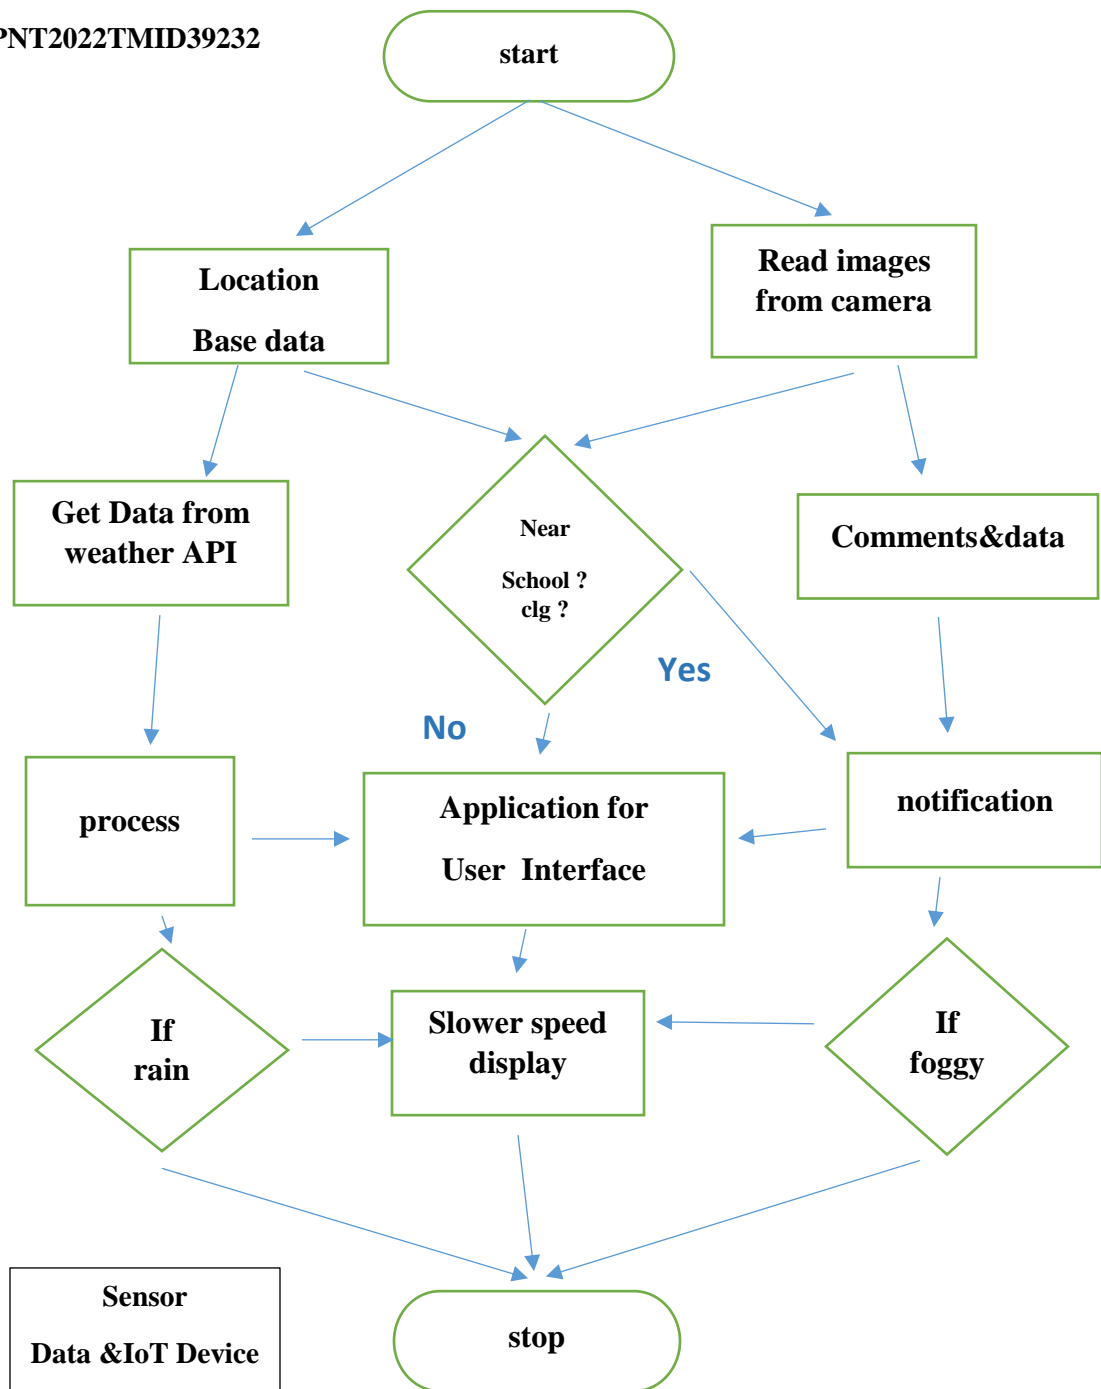 PNT2022TMID39232
start
Location
Base data
Read images
from camera
Get Data from
weather API
Near
School ?
clg ?
Comments&data
Yes
No
process
Application for
User Interface
notification
If
rain
Slower speed
display
If
foggy
Sensor
Data &IoT Device
stop